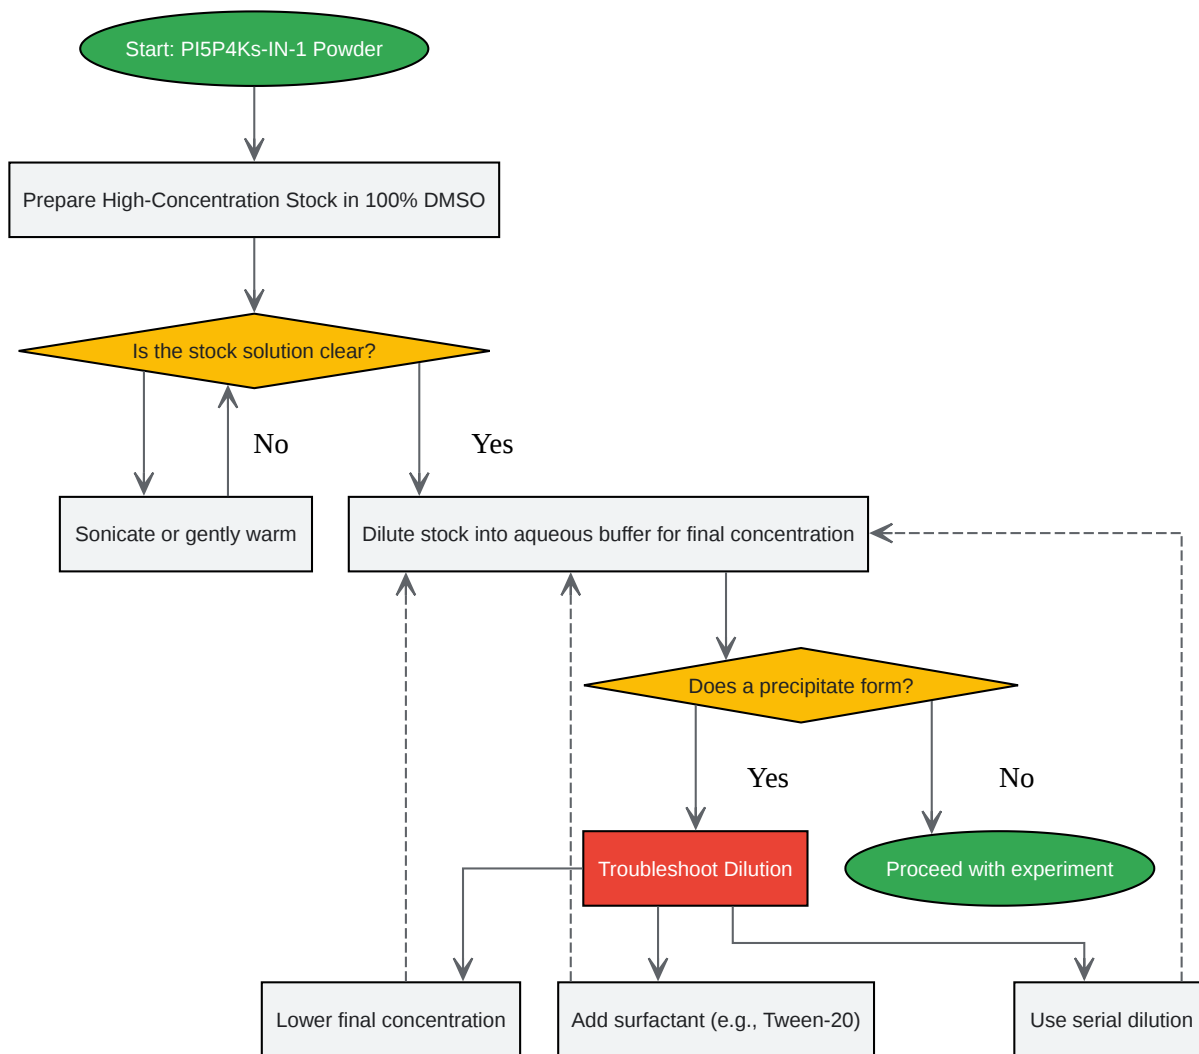 Start: PI5P4Ks-IN-1 Powder
Prepare High-Concentration Stock in 100% DMSO
Is the stock solution clear?
No
Yes
Sonicate or gently warm
Dilute stock into aqueous buffer for final concentration
Does a precipitate form?
Yes
No
Troubleshoot Dilution
Proceed with experiment
Lower final concentration
Add surfactant (e.g., Tween-20)
Use serial dilution